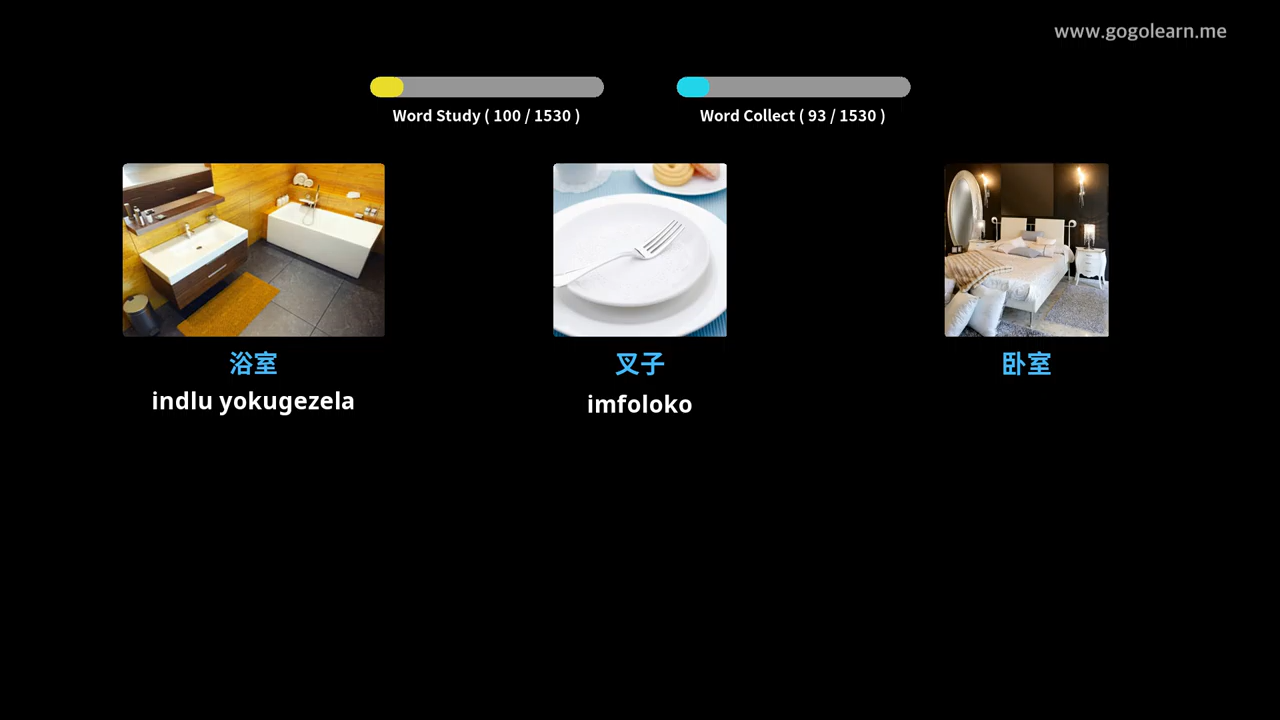 www.gogolearn.me
Word Study ( 100 / 1530 )
Word Collect ( 93 / 1530 )
浴室
叉子
卧室
indlu yokugezela
imfoloko